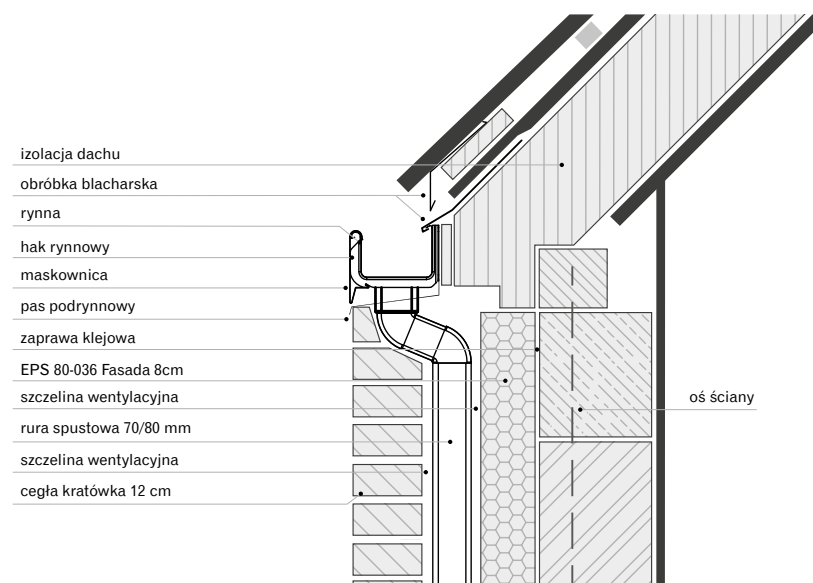 izolacja dachu
obróbka blacharska
rynna
hak rynnowy
maskownica
pas podrynnowy
zaprawa klejowa
EPS 80-036 Fasada 8cm
szczelina wentylacyjna
oś ściany
rura spustowa 70/80 mm
szczelina wentylacyjna
cegła kratówka 12 cm